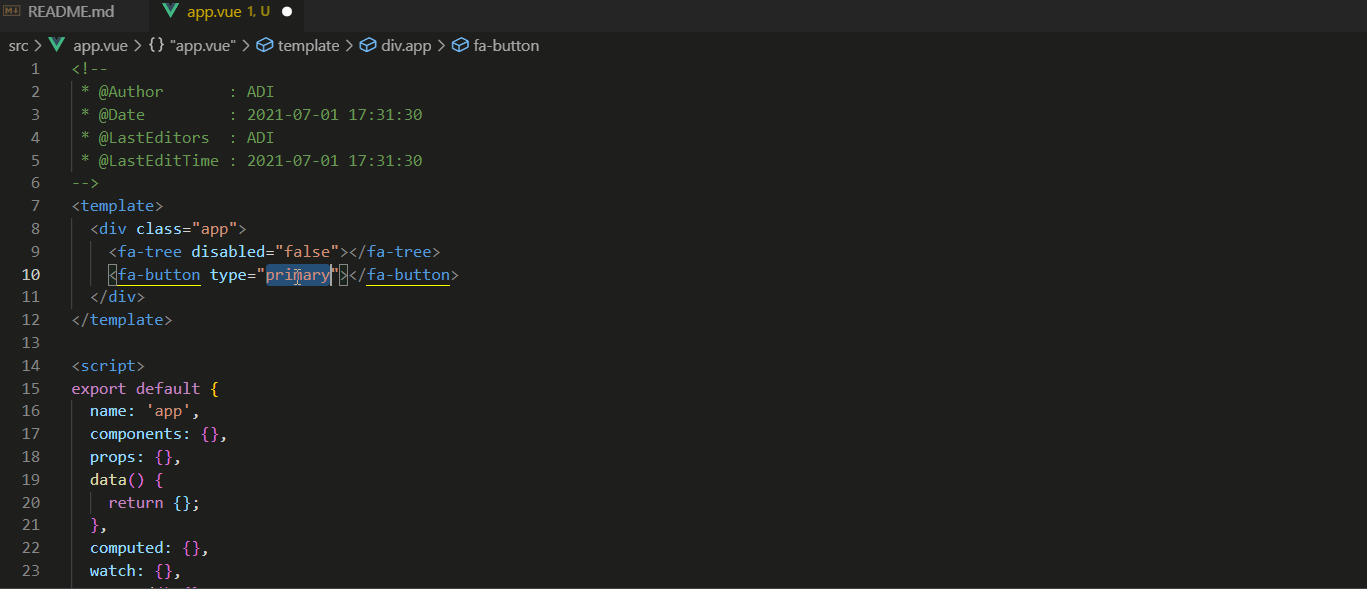 README.md app.vue 1, U
src > app.vue > {} "app.vue" > template > div.app > fa-button
1 <!--
2  * @Author       : ADI
3  * @Date         : 2021-07-01 17:31:30
4  * @LastEditors  : ADI
5  * @LastEditTime : 2021-07-01 17:31:30
6 -->
7 <template>
8   <div class="app">
9     <fa-tree disabled="false"></fa-tree>
10     <fa-button type="primary"></fa-button>
11   </div>
12 </template>
13
14 <script>
15 export default {
16   name: 'app',
17   components: {},
18   props: {},
19   data() {
20     return {};
21   },
22   computed: {},
23   watch: {},